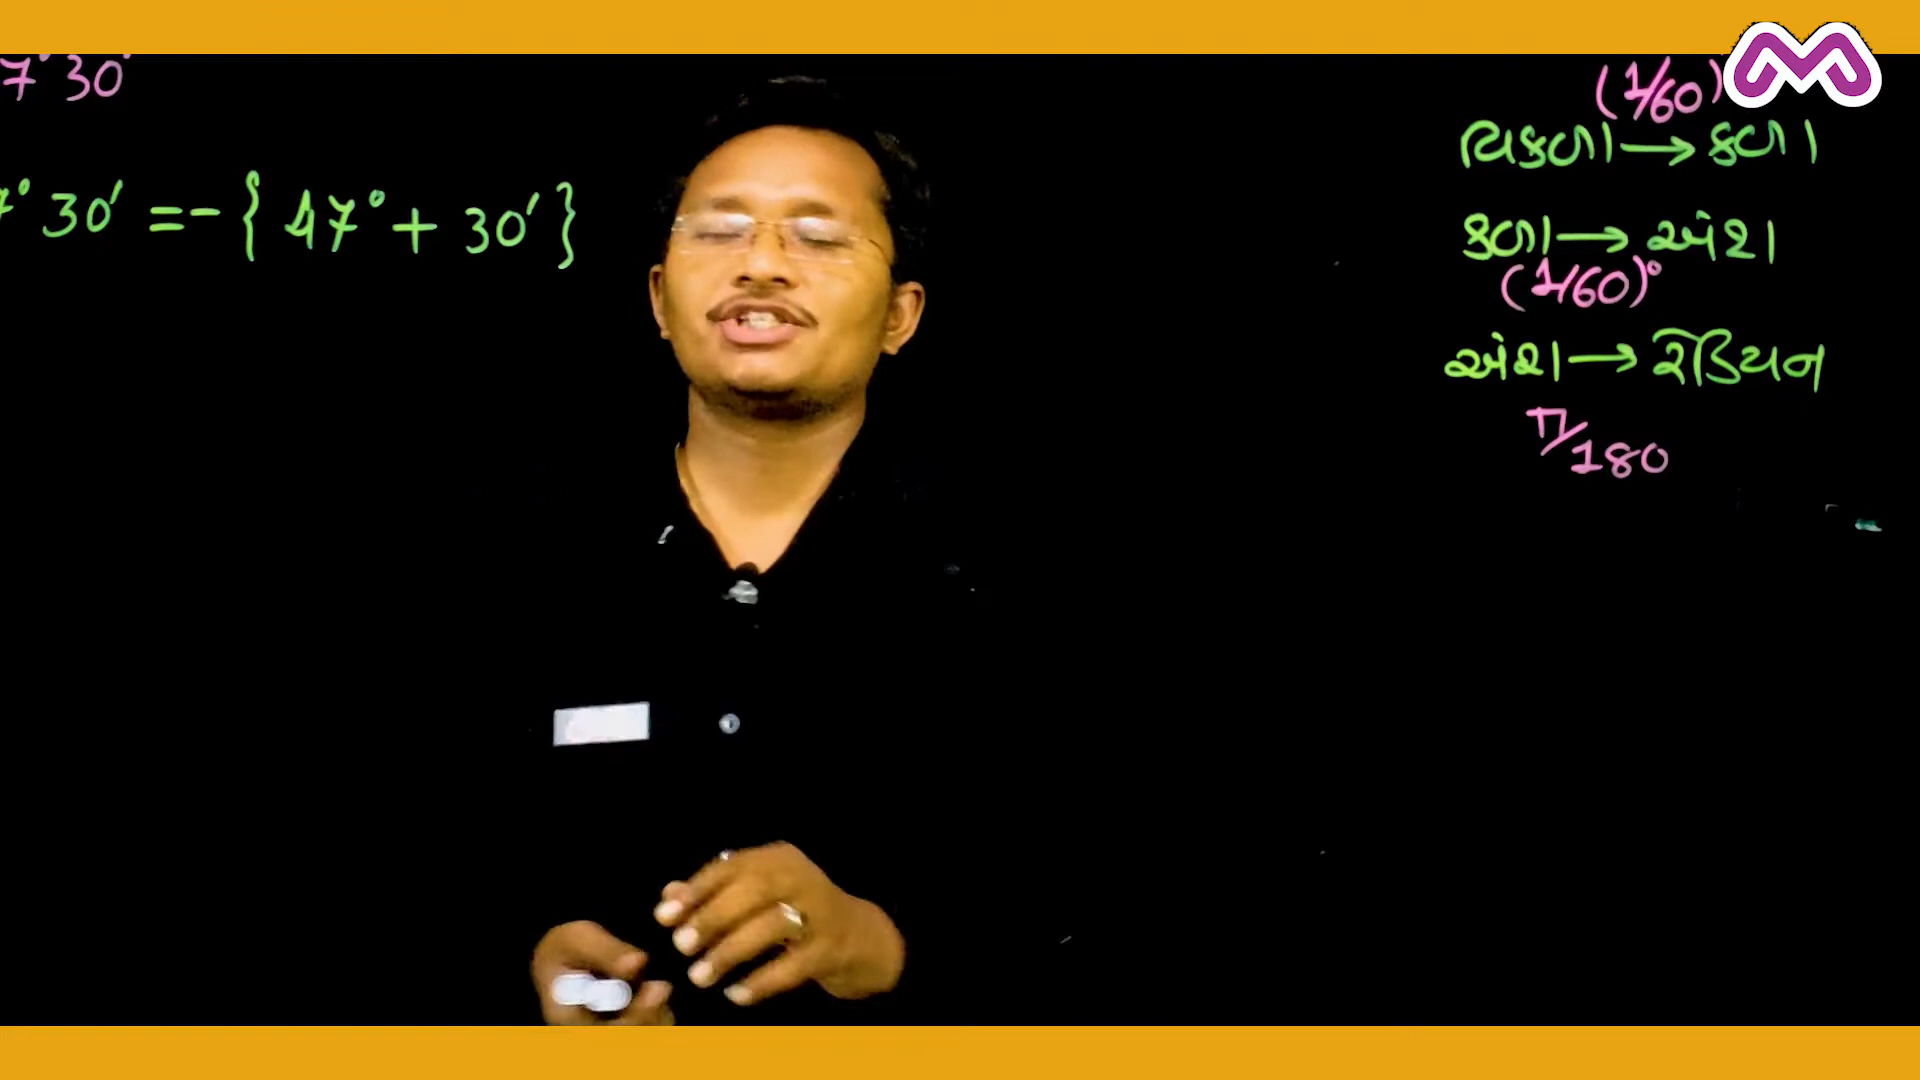 7° 30'
7° 30' = - { 47° + 30' }
(1/60)
વિકળા → કળા
કળા → અંશ
(1/60)°
અંશ → રેડિયન
π/180